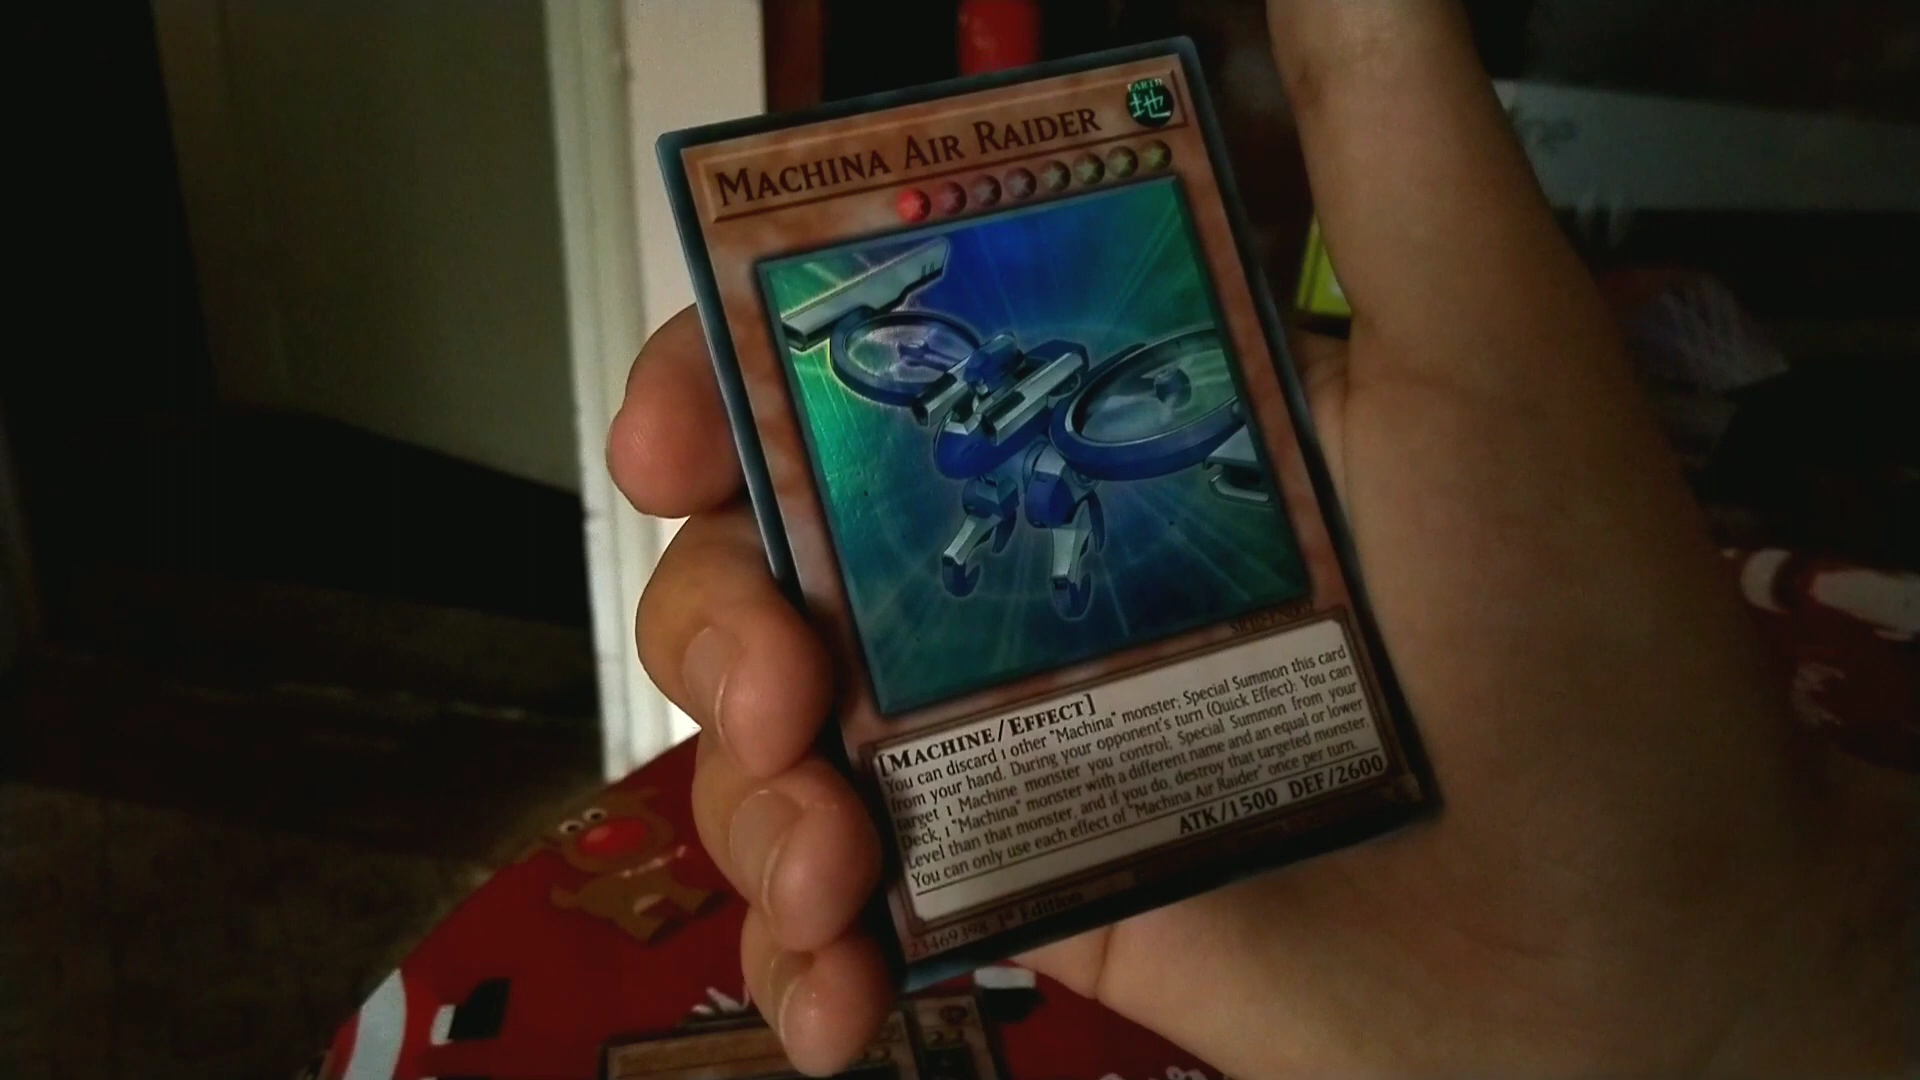 MACHINA AIR RAIDER
EARTH
地
[MACHINE/EFFECT]
You can discard 1 other "Machina" monster; Special Summon this card
from your hand. During your opponent's turn (Quick Effect): You can
target 1 Machine monster you control; Special Summon from your
Deck, 1 "Machina" monster with a different name and an equal or lower
Level than that monster, and if you do, destroy that targeted monster.
You can only use each effect of "Machina Air Raider" once per turn.
ATK/1500 DEF/2600
23469398 1st Edition